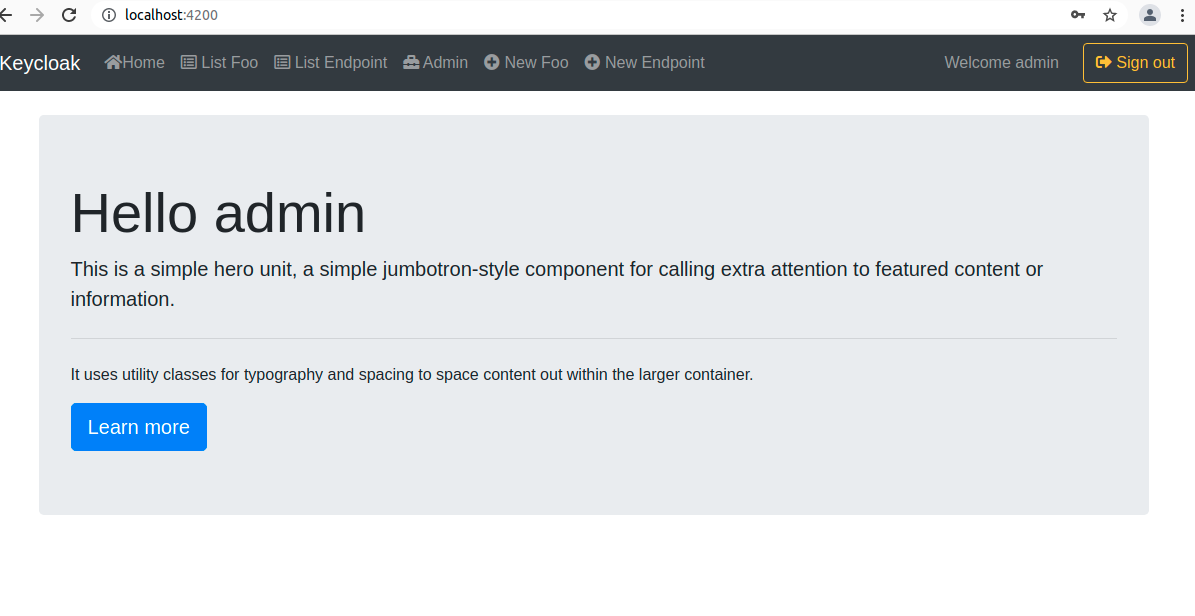 localhost:4200
Keycloak Home List Foo List Endpoint Admin New Foo New Endpoint Welcome admin Sign out
Hello admin
This is a simple hero unit, a simple jumbotron-style component for calling extra attention to featured content or
information.
It uses utility classes for typography and spacing to space content out within the larger container.
Learn more